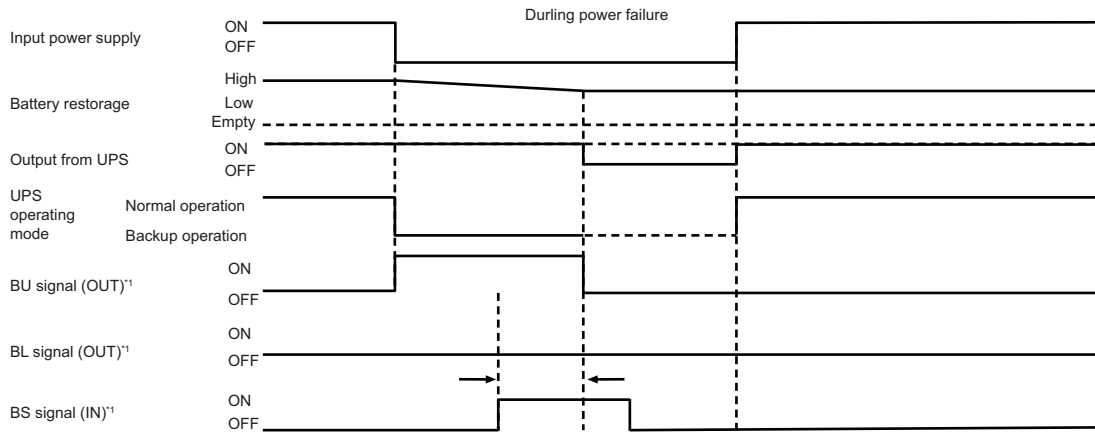 Durling power failure
Input power supply
ON
OFF
Battery restorage
High
Low
Empty
Output from UPS
ON
OFF
UPS
operating
mode
Normal operation
Backup operation
BU signal (OUT)*1
ON
OFF
BL signal (OUT)*1
ON
OFF
BS signal (IN)*1
ON
OFF